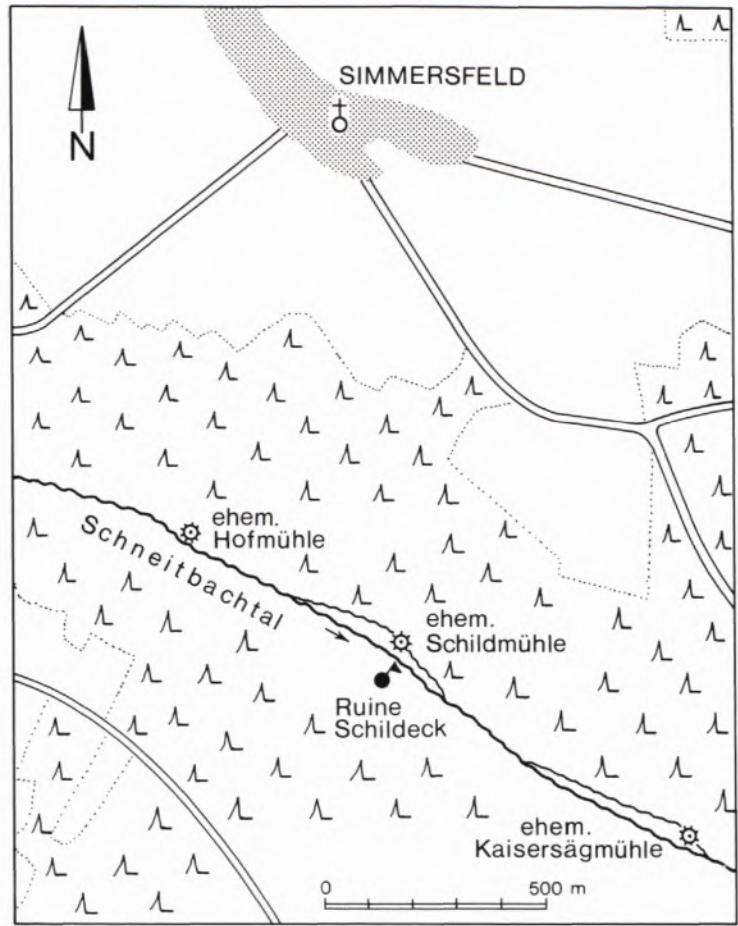 SIMMERSFELD
N
ehem.
Hofmühle
Schneitbachtal
ehem.
Schildmühle
Ruine
Schildeck
ehem.
Kaisersägmühle
0 500 m